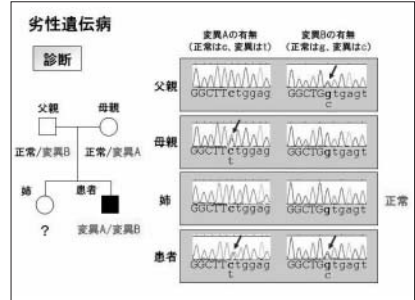 劣性遺伝病
診断
変異Aの有無 変異Bの有無
(正常はc、変異はt) (正常はg、変異はc)
父親 母親
正常/変異B 正常/変異A
姉 患者
? 変異A/変異B
父親 GGCTTctggag GGCTGgtgagt
c
母親 GGCTTctggag GGCTGgtgagt
t
姉 GGCTTctggag GGCTGgtgagt 正常
患者 GGCTTctggag GGCTGgtgagt
t c